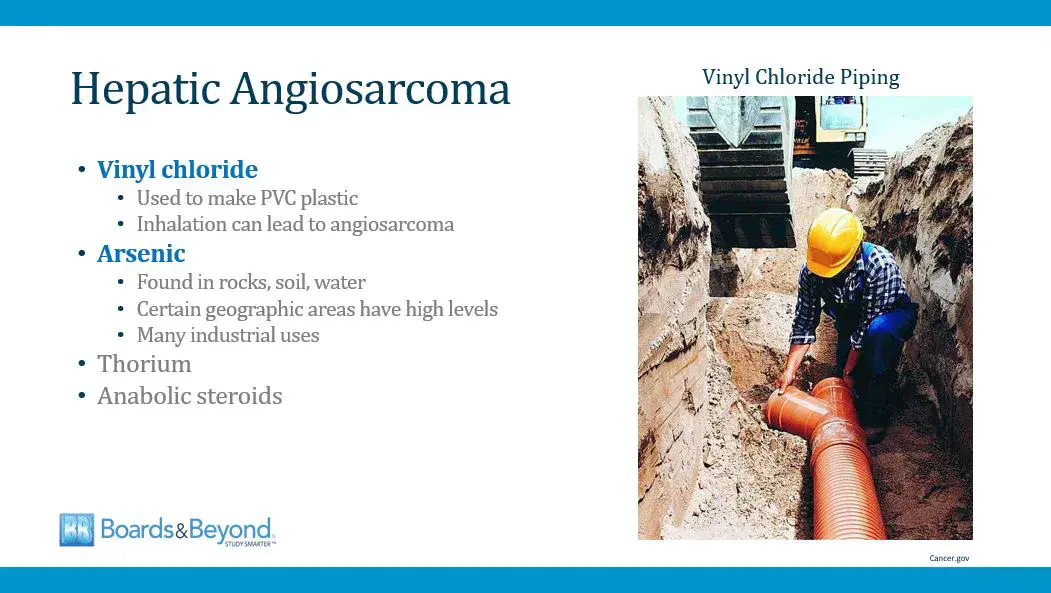 Hepatic Angiosarcoma
Vinyl Chloride Piping
• Vinyl chloride
• Used to make PVC plastic
• Inhalation can lead to angiosarcoma
• Arsenic
• Found in rocks, soil, water
• Certain geographic areas have high levels
• Many industrial uses
• Thorium
• Anabolic steroids
BB Boards&Beyond.
STUDY SMARTER™
Cancer.gov